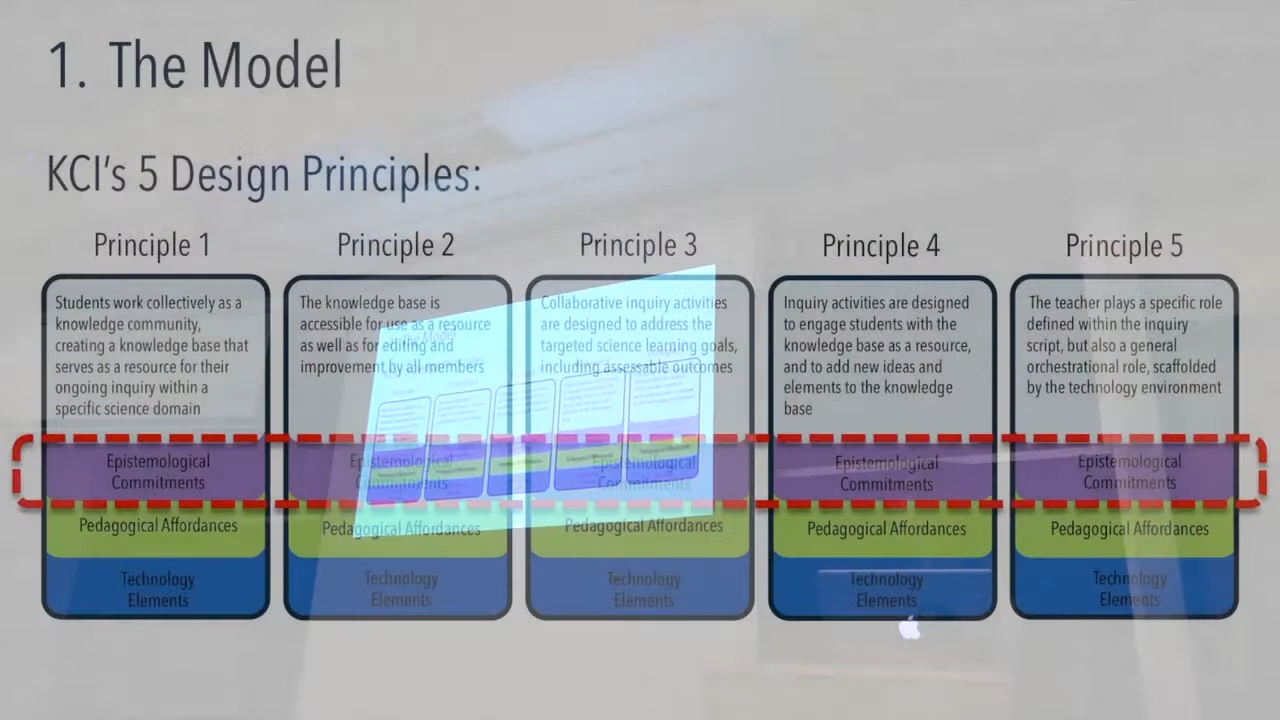 1. The Model
KCI's 5 Design Principles:
Principle 1
Students work collectively as a
knowledge community,
creating a knowledge base that
serves as a resource for their
ongoing inquiry within a
specific science domain
Epistemological
Commitments
Pedagogical Affordances
Technology
Elements
Principle 2
The knowledge base is
accessible for use as a resource
as well as for editing and
improvement by all members
Epistemological
Commitments
Pedagogical Affordances
Technology
Elements
Principle 3
Collaborative inquiry activities
are designed to address the
targeted science learning goals,
including assessable outcomes
Epistemological
Commitments
Pedagogical Affordances
Technology
Elements
Principle 4
Inquiry activities are designed
to engage students with the
knowledge base as a resource,
and to add new ideas and
elements to the knowledge
base
Epistemological
Commitments
Pedagogical Affordances
Technology
Elements
Principle 5
The teacher plays a specific role
defined within the inquiry
script, but also a general
orchestrational role, scaffolded
by the technology environment
Epistemological
Commitments
Pedagogical Affordances
Technology
Elements